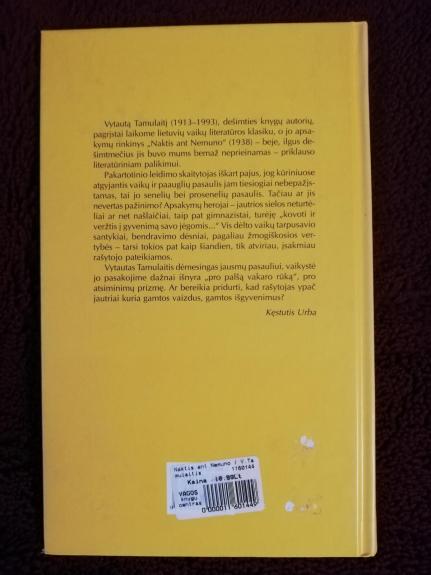 Vytautą Tamulaitį (1913–1993), dešimties knygų autorių,
pagrįstai laikome lietuvių vaikų literatūros klasiku, o jo apsa-
kymų rinkinys „Naktis ant Nemuno" (1938) – beje, ilgus de-
šimtmečius jis buvo mums bemaž neprieinamas – priklauso
literatūriniam palikimui.
Pakartotinio leidimo skaitytojas iškart pajus, jog kūriniuose
atgyjantis vaikų ir paauglių pasaulis jam tiesiogiai nebepažįs-
tamas, tai jo senelių bei prosenelių pasaulis. Tačiau ar jis
nevertas pažinimo? Apsakymų herojai – jautrios sielos neturtė-
liai ar net našlaičiai, taip pat gimnazistai, turėję „kovoti ir
veržtis į gyvenimą savo jėgomis..." Vis dėlto vaikų tarpusavio
santykiai, bendravimo dėsniai, pagaliau žmogiškosios ver-
tybės – tarsi tokios pat kaip šiandien, tik atviriau, įsakmiau
rašytojo pateikiamos.
Vytautas Tamulaitis dėmesingas jausmų pasauliui, vaikystė
jo pasakojime dažnai išnyra „pro palšą vakaro rūką", pro
atsiminimų prizmę. Ar bereikia pridurti, kad rašytojas ypač
jautriai kuria gamtos vaizdus, gamtos išgyvenimus?
Kęstutis Urba
Naktis ant Nemuno / V.Ta
mulaitis 1160144
Kaina 10.99Lt
VAGOS
knygų
centras
0000011601449